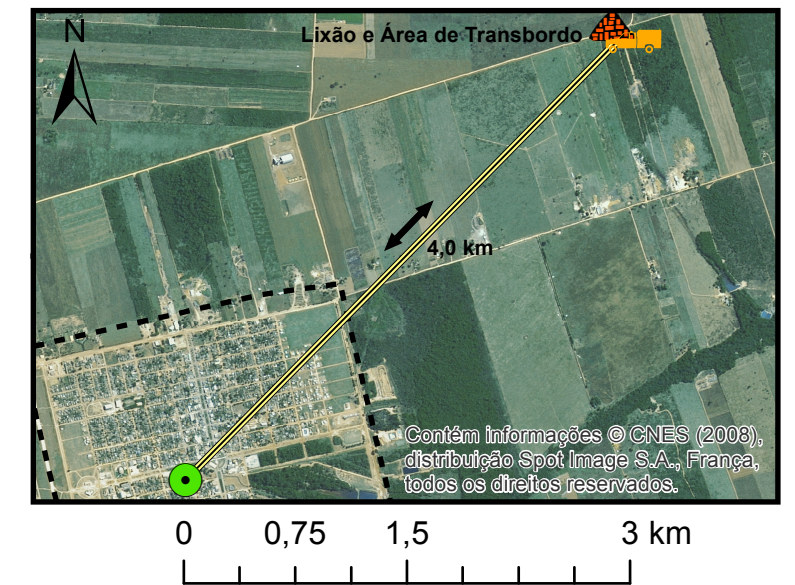 N
Lixão e Área de Transbordo
4,0 km
Contém informações © CNES (2008),
distribuição Spot Image S.A., França,
todos os direitos reservados.
0 0,75 1,5 3 km